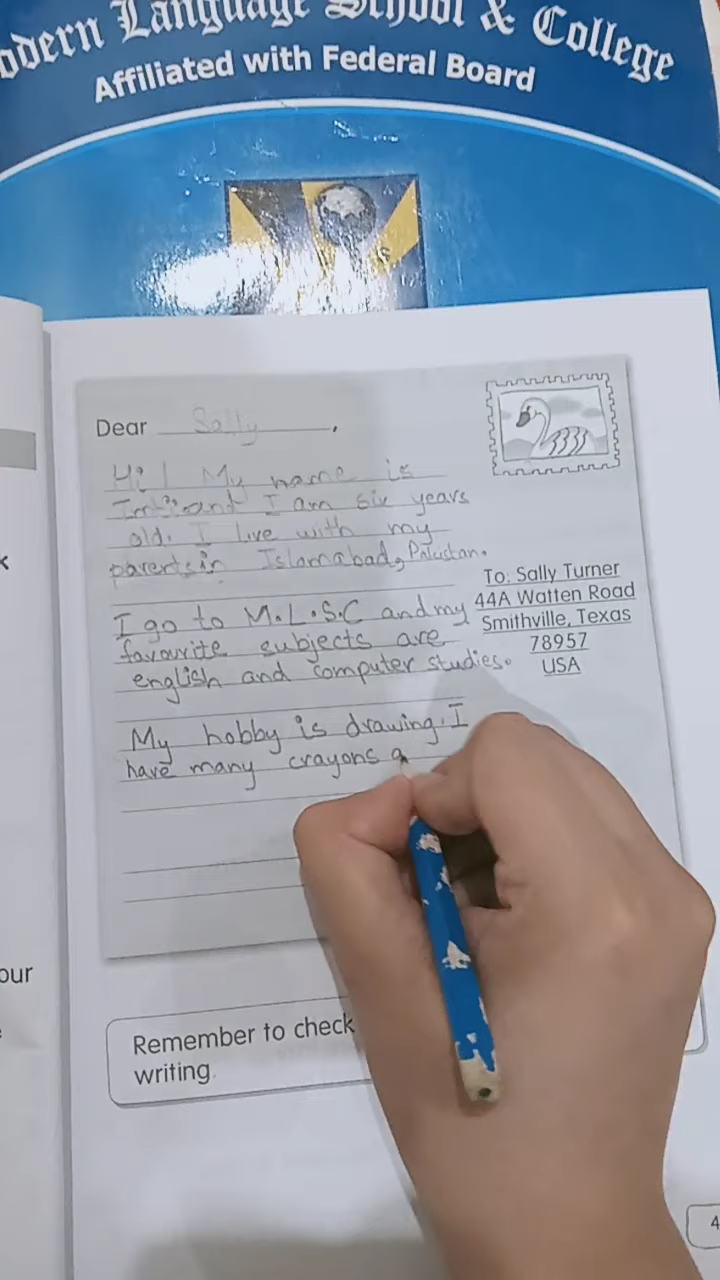 odern Language School & College
Affiliated with Federal Board
Dear Sally,
Hi! My name is
and I am six years
old. I live with my
parents in Islamabad, Pakistan.
I go to M.L.S.C and my
favourite subjects are
english and computer studies.
My hobby is drawing. I
have many crayons a
To: Sally Turner
44A Watten Road
Smithville, Texas
78957
USA
Remember to check
writing.
our
4